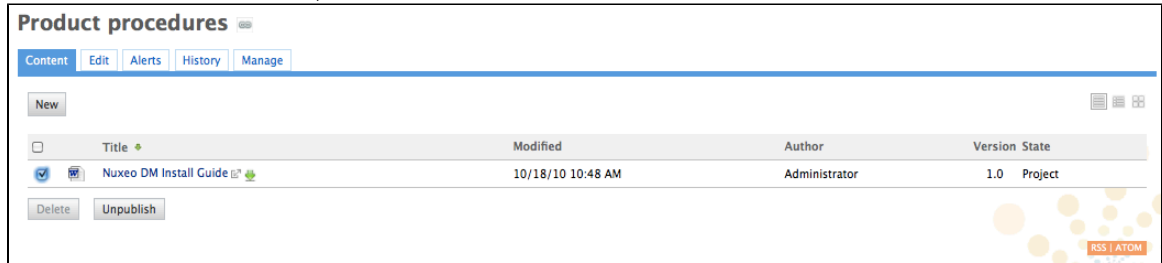 Product procedures
Content Edit Alerts History Manage
New
Title Modified Author Version State
Nuxeo DM Install Guide 10/18/10 10:48 AM Administrator 1.0 Project
Delete Unpublish
RSS | ATOM